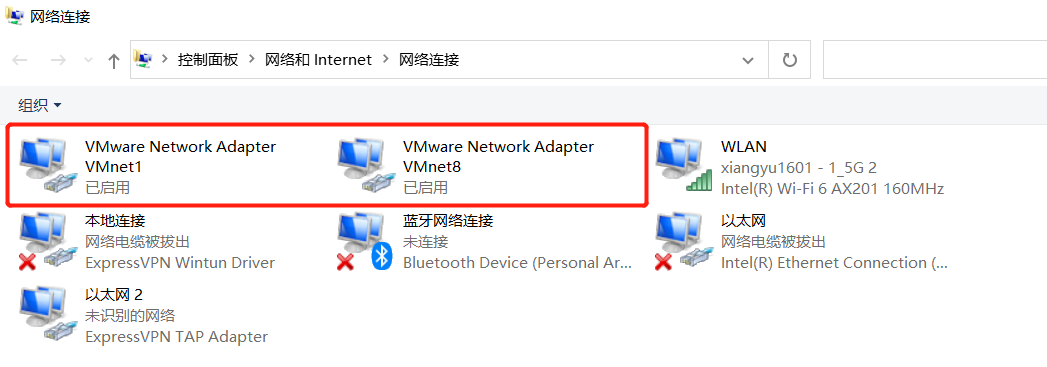 网络连接
控制面板 网络和 Internet 网络连接
组织
VMware Network Adapter VMnet1
已启用
VMware Network Adapter VMnet8
已启用
WLAN
xiangyu1601 - 1_5G 2
Intel(R) Wi-Fi 6 AX201 160MHz
本地连接
网络电缆被拔出
ExpressVPN Wintun Driver
蓝牙网络连接
未连接
Bluetooth Device (Personal Ar...
以太网
网络电缆被拔出
Intel(R) Ethernet Connection (...
以太网 2
未识别的网络
ExpressVPN TAP Adapter